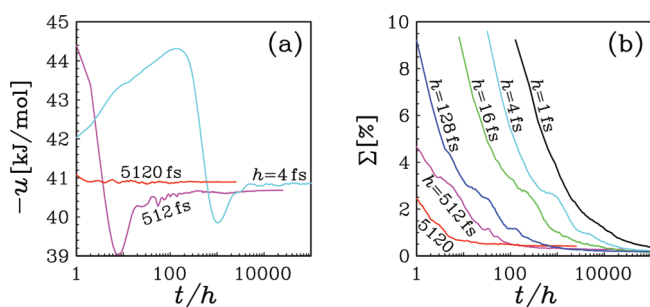 (a)
−u [kJ/mol]
45
44
43
42
41
40
39
5120 fs
512 fs
h=4 fs
1
100
10000
t/h
(b)
Σ [%]
10
8
6
4
2
0
h=128 fs
h=16 fs
h=4 fs
h=1 fs
h=512 fs
5120
1
100
10000
t/h